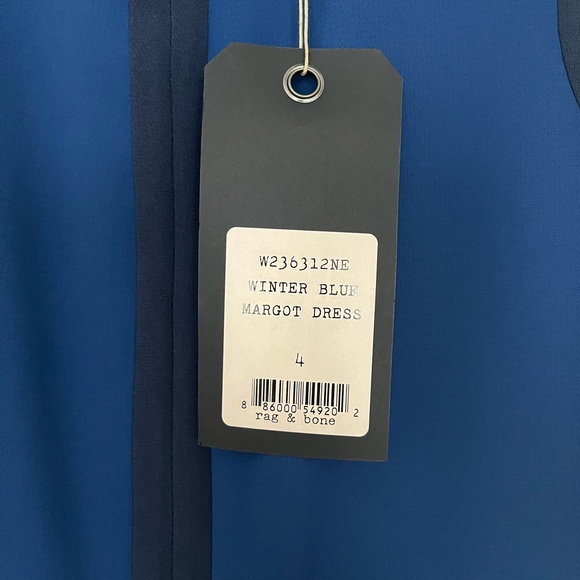 W236312NE
WINTER BLUE
MARGOT DRESS
4
8 86000 54920 2
rag & bone